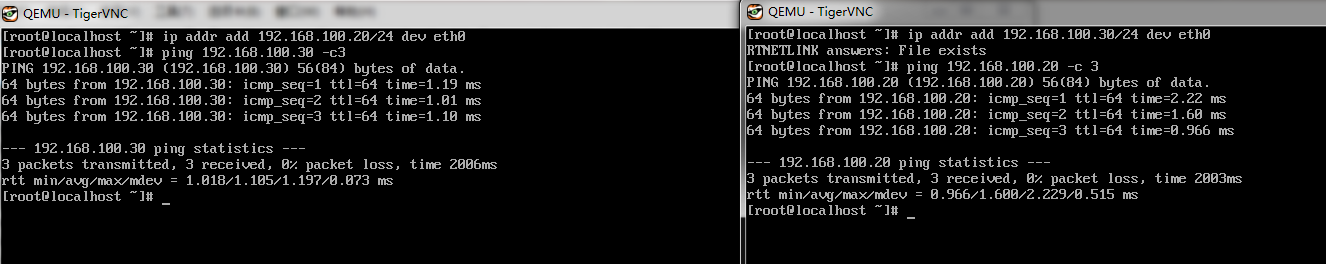 QEMU - TigerVNC
[root@localhost ~]# ip addr add 192.168.100.20/24 dev eth0
[root@localhost ~]# ping 192.168.100.30 -c3
PING 192.168.100.30 (192.168.100.30) 56(84) bytes of data.
64 bytes from 192.168.100.30: icmp_seq=1 ttl=64 time=1.19 ms
64 bytes from 192.168.100.30: icmp_seq=2 ttl=64 time=1.01 ms
64 bytes from 192.168.100.30: icmp_seq=3 ttl=64 time=1.10 ms
--- 192.168.100.30 ping statistics ---
3 packets transmitted, 3 received, 0% packet loss, time 2006ms
rtt min/avg/max/mdev = 1.018/1.105/1.197/0.073 ms
[root@localhost ~]# _
QEMU - TigerVNC
[root@localhost ~]# ip addr add 192.168.100.30/24 dev eth0
RTNETLINK answers: File exists
[root@localhost ~]# ping 192.168.100.20 -c 3
PING 192.168.100.20 (192.168.100.20) 56(84) bytes of data.
64 bytes from 192.168.100.20: icmp_seq=1 ttl=64 time=2.22 ms
64 bytes from 192.168.100.20: icmp_seq=2 ttl=64 time=1.60 ms
64 bytes from 192.168.100.20: icmp_seq=3 ttl=64 time=0.966 ms
--- 192.168.100.20 ping statistics ---
3 packets transmitted, 3 received, 0% packet loss, time 2003ms
rtt min/avg/max/mdev = 0.966/1.600/2.229/0.515 ms
[root@localhost ~]# _